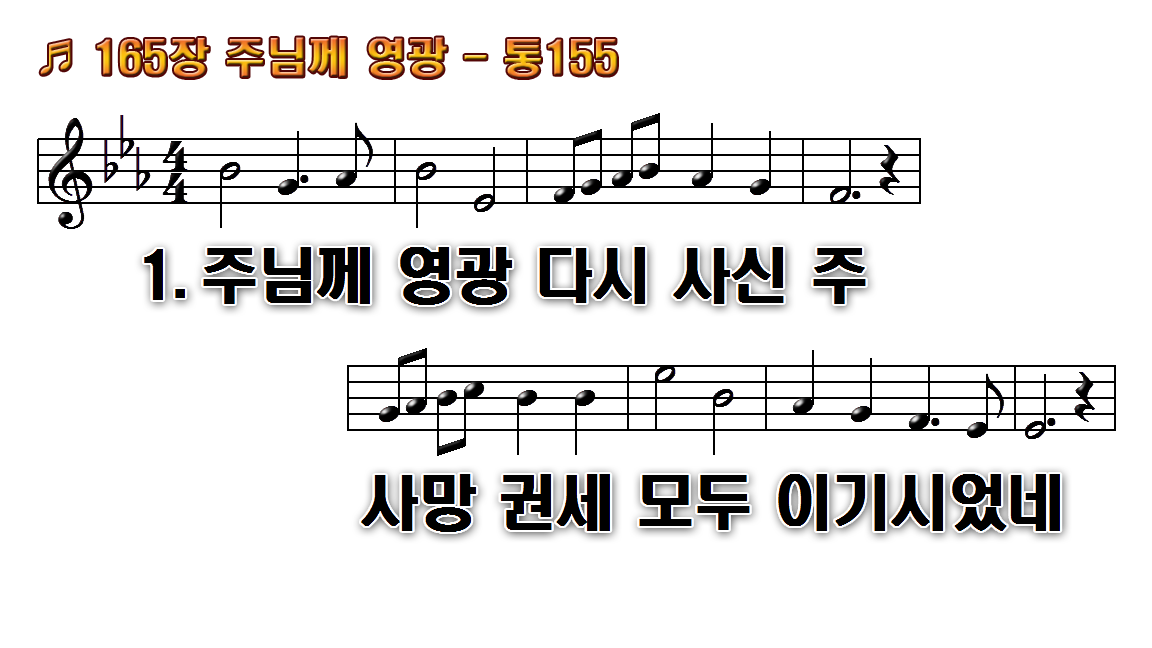 ♬ 165장 주님께 영광 - 통155
1. 주님께 영광 다시 사신 주
사망 권세 모두 이기시었네